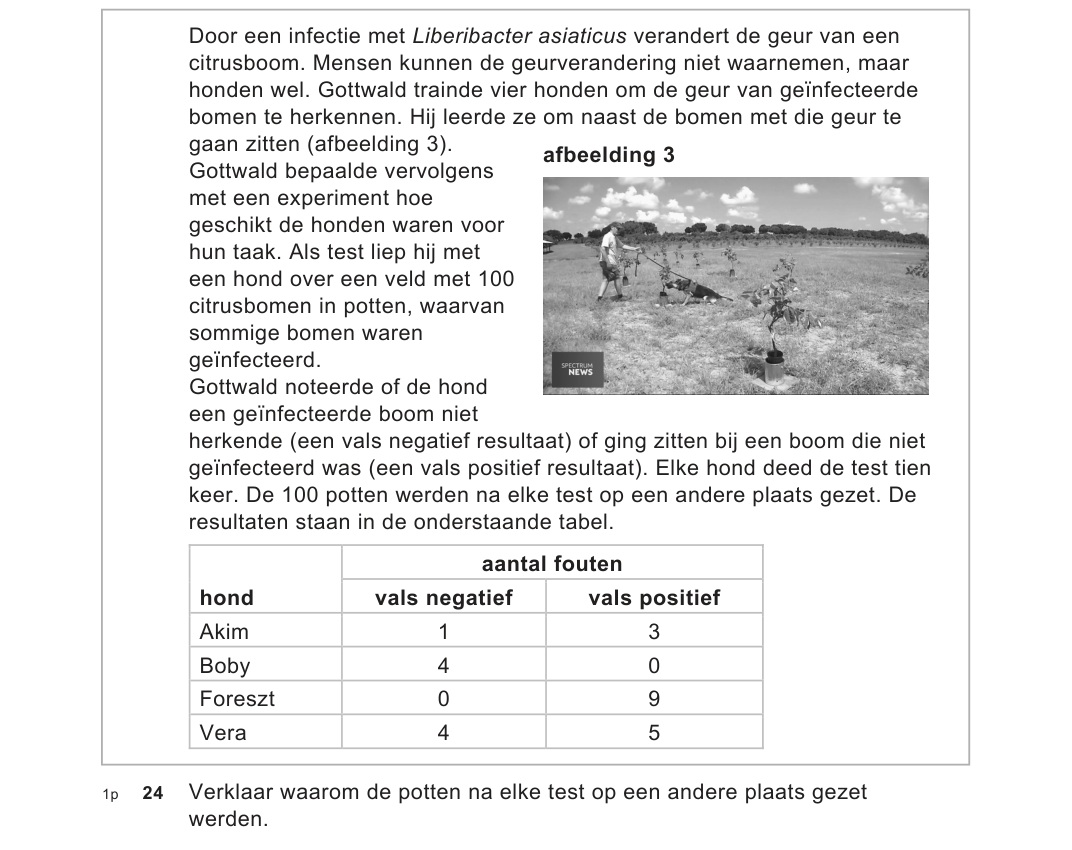 Door een infectie met Liberibacter asiaticus verandert de geur van een
citrusboom. Mensen kunnen de geurverandering niet waarnemen, maar
honden wel. Gottwald trainde vier honden om de geur van geïnfecteerde
bomen te herkennen. Hij leerde ze om naast de bomen met die geur te
gaan zitten (afbeelding 3).
Gottwald bepaalde vervolgens
met een experiment hoe
geschikt de honden waren voor
hun taak. Als test liep hij met
een hond over een veld met 100
citrusbomen in potten, waarvan
sommige bomen waren
geïnfecteerd.
Gottwald noteerde of de hond
een geïnfecteerde boom niet
afbeelding 3
SPECTRUM
NEWS
herkende (een vals negatief resultaat) of ging zitten bij een boom die niet
geïnfecteerd was (een vals positief resultaat). Elke hond deed de test tien
keer. De 100 potten werden na elke test op een andere plaats gezet. De
resultaten staan in de onderstaande tabel.
aantal fouten
hond vals negatief vals positief
Akim 1 3
Boby 4 0
Foreszt 0 9
Vera 4 5
1p 24 Verklaar waarom de potten na elke test op een andere plaats gezet
werden.